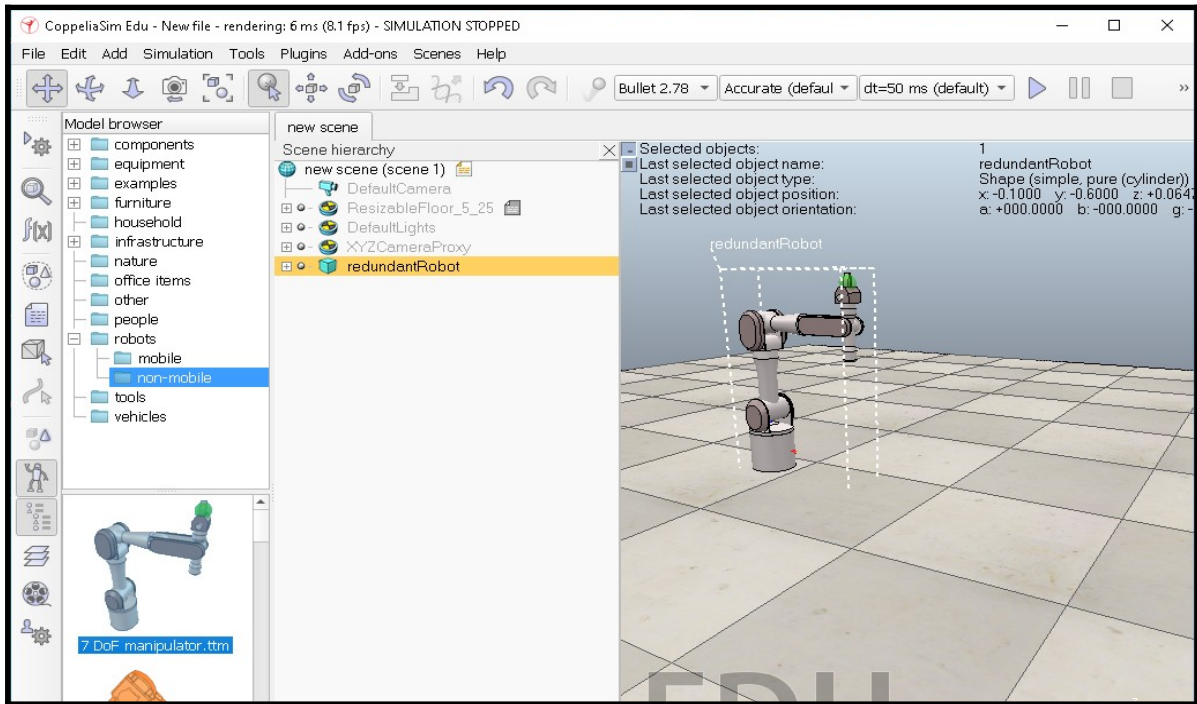 CoppeliaSim Edu - New file - rendering: 6 ms (8.1 fps) - SIMULATION STOPPED
File Edit Add Simulation Tools Plugins Add-ons Scenes Help
Bullet 2.78 Accurate (defaul dt=50 ms (default)
Model browser
components
equipment
examples
furniture
household
infrastructure
nature
office items
other
people
robots
mobile
non-mobile
tools
vehicles
7 DoF manipulator.ttm
new scene
Scene hierarchy
new scene (scene 1)
DefaultCamera
ResizableFloor_5_25
DefaultLights
XYZCameraProxy
redundantRobot
Selected objects: 1
Last selected object name: redundantRobot
Last selected object type: Shape (simple, pure (cylinder))
Last selected object position: x: -0.1000 y: -0.6000 z: +0.064
Last selected object orientation: a: +000.0000 b: -000.0000 g: -
redundantRobot
EDU
f(x)